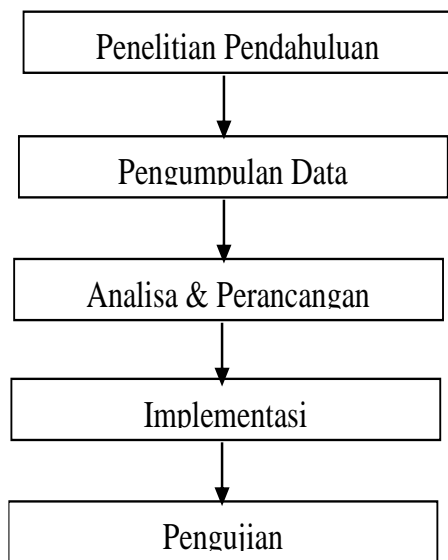 Penelitian Pendahuluan
Pengumpulan Data
Analisa & Perancangan
Implementasi
Pengujian